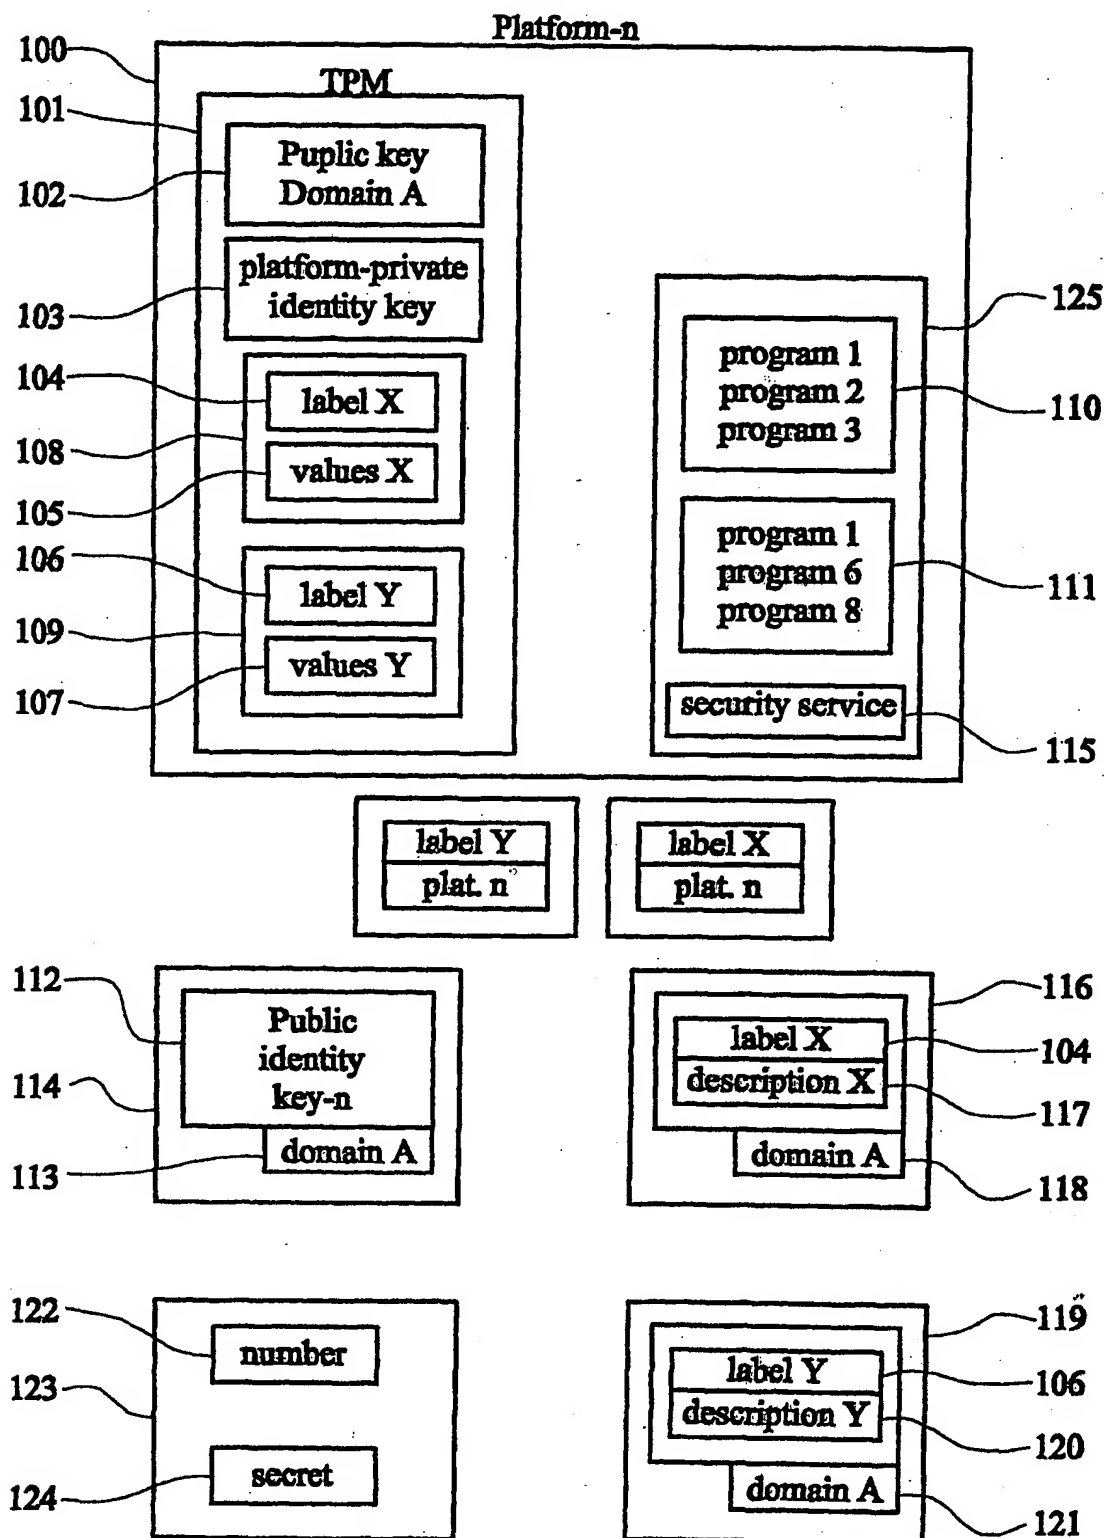 Platform-n
100
TPM
101
Puplic key
Domain A
102
platform-private
identity key
103
104
label X
108
values X
105
106
label Y
109
values Y
107
125
program 1
program 2
program 3
110
program 1
program 6
program 8
111
security service
115
label Y
plat. n
label X
plat. n
112
Public
identity
key-n
114
domain A
113
116
label X
104
description X
117
domain A
118
122
number
123
secret
124
119
label Y
106
description Y
120
domain A
121